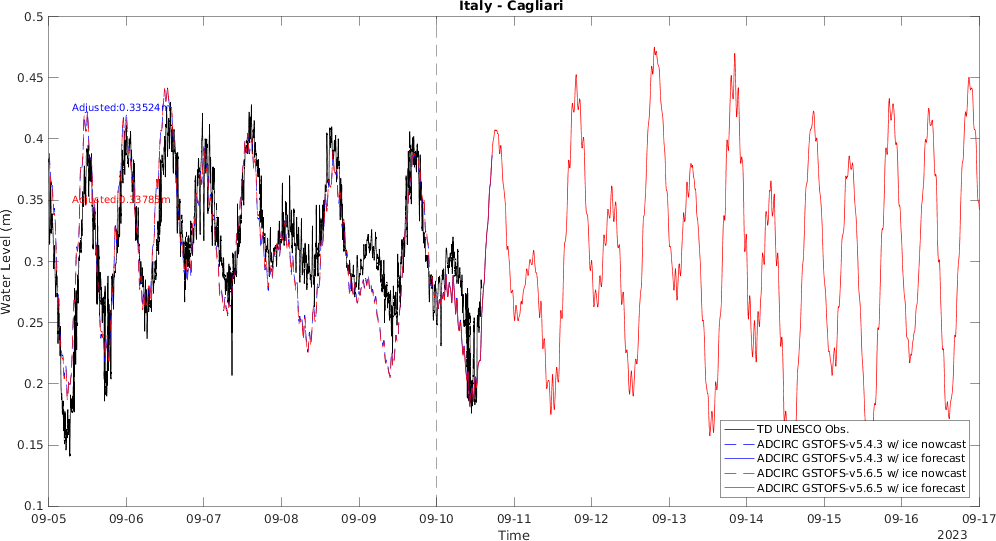 Italy - Cagliari
0.5
0.45
0.4
0.35
0.3
0.25
0.2
0.15
0.1
Water Level (m)
Adjusted:0.33524m
Adjusted:0.33785m
TD UNESCO Obs.
ADCIRC GSTOFS-v5.4.3 w/ ice nowcast
ADCIRC GSTOFS-v5.4.3 w/ ice forecast
ADCIRC GSTOFS-v5.6.5 w/ ice nowcast
ADCIRC GSTOFS-v5.6.5 w/ ice forecast
09-05 09-06 09-07 09-08 09-09 09-10 09-11 09-12 09-13 09-14 09-15 09-16 09-17
Time
2023